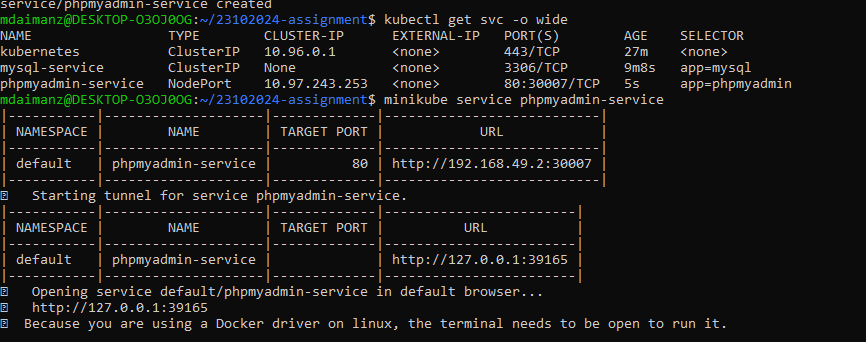 service/phpmyadmin-service created
mdaimanz@DESKTOP-O3OJ0OG:~/23102024-assignment$ kubectl get svc -o wide
NAME                 TYPE        CLUSTER-IP      EXTERNAL-IP   PORT(S)        AGE    SELECTOR
kubernetes           ClusterIP   10.96.0.1       <none>        443/TCP        27m    <none>
mysql-service        ClusterIP   None            <none>        3306/TCP       9m8s   app=mysql
phpmyadmin-service   NodePort    10.97.243.253   <none>        80:30007/TCP   5s     app=phpmyadmin
mdaimanz@DESKTOP-O3OJ0OG:~/23102024-assignment$ minikube service phpmyadmin-service
|-----------|--------------------|-------------|---------------------------|
| NAMESPACE |        NAME        | TARGET PORT |            URL            |
|-----------|--------------------|-------------|---------------------------|
| default   | phpmyadmin-service |          80 | http://192.168.49.2:30007 |
|-----------|--------------------|-------------|---------------------------|
Starting tunnel for service phpmyadmin-service.
|-----------|--------------------|-------------|------------------------|
| NAMESPACE |        NAME        | TARGET PORT |          URL           |
|-----------|--------------------|-------------|------------------------|
| default   | phpmyadmin-service |             | http://127.0.0.1:39165 |
|-----------|--------------------|-------------|------------------------|
Opening service default/phpmyadmin-service in default browser...
http://127.0.0.1:39165
Because you are using a Docker driver on linux, the terminal needs to be open to run it.